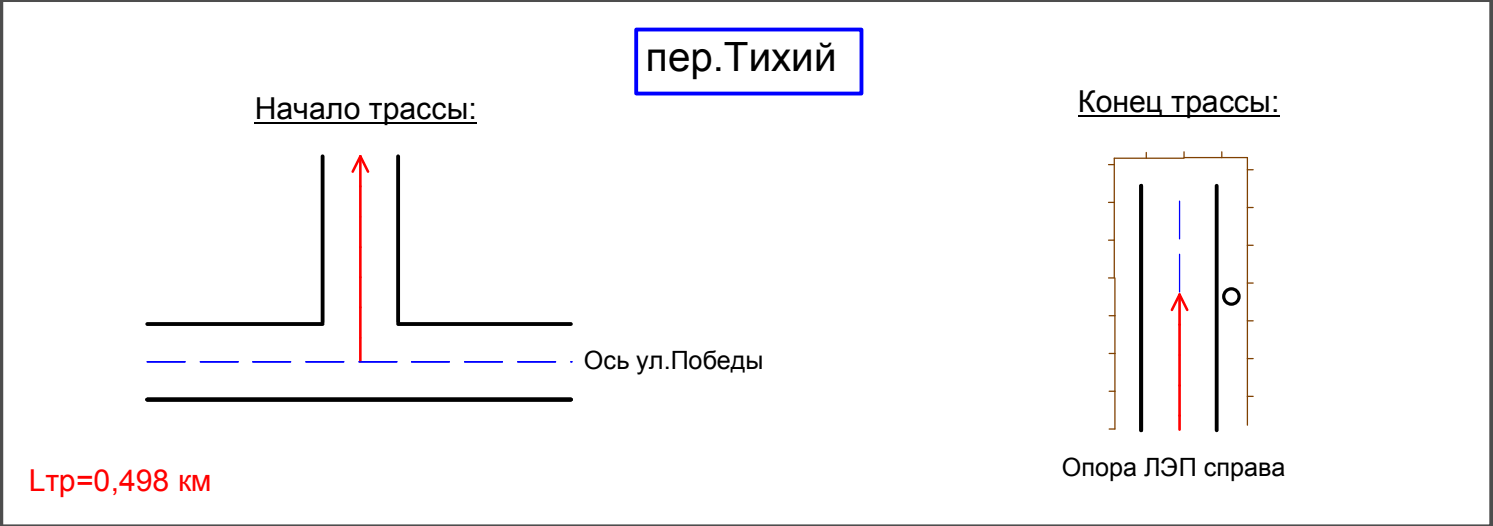 пер.Тихий
Начало трассы:
Конец трассы:
Ось ул.Победы
Опора ЛЭП справа
Lтр=0,498 км